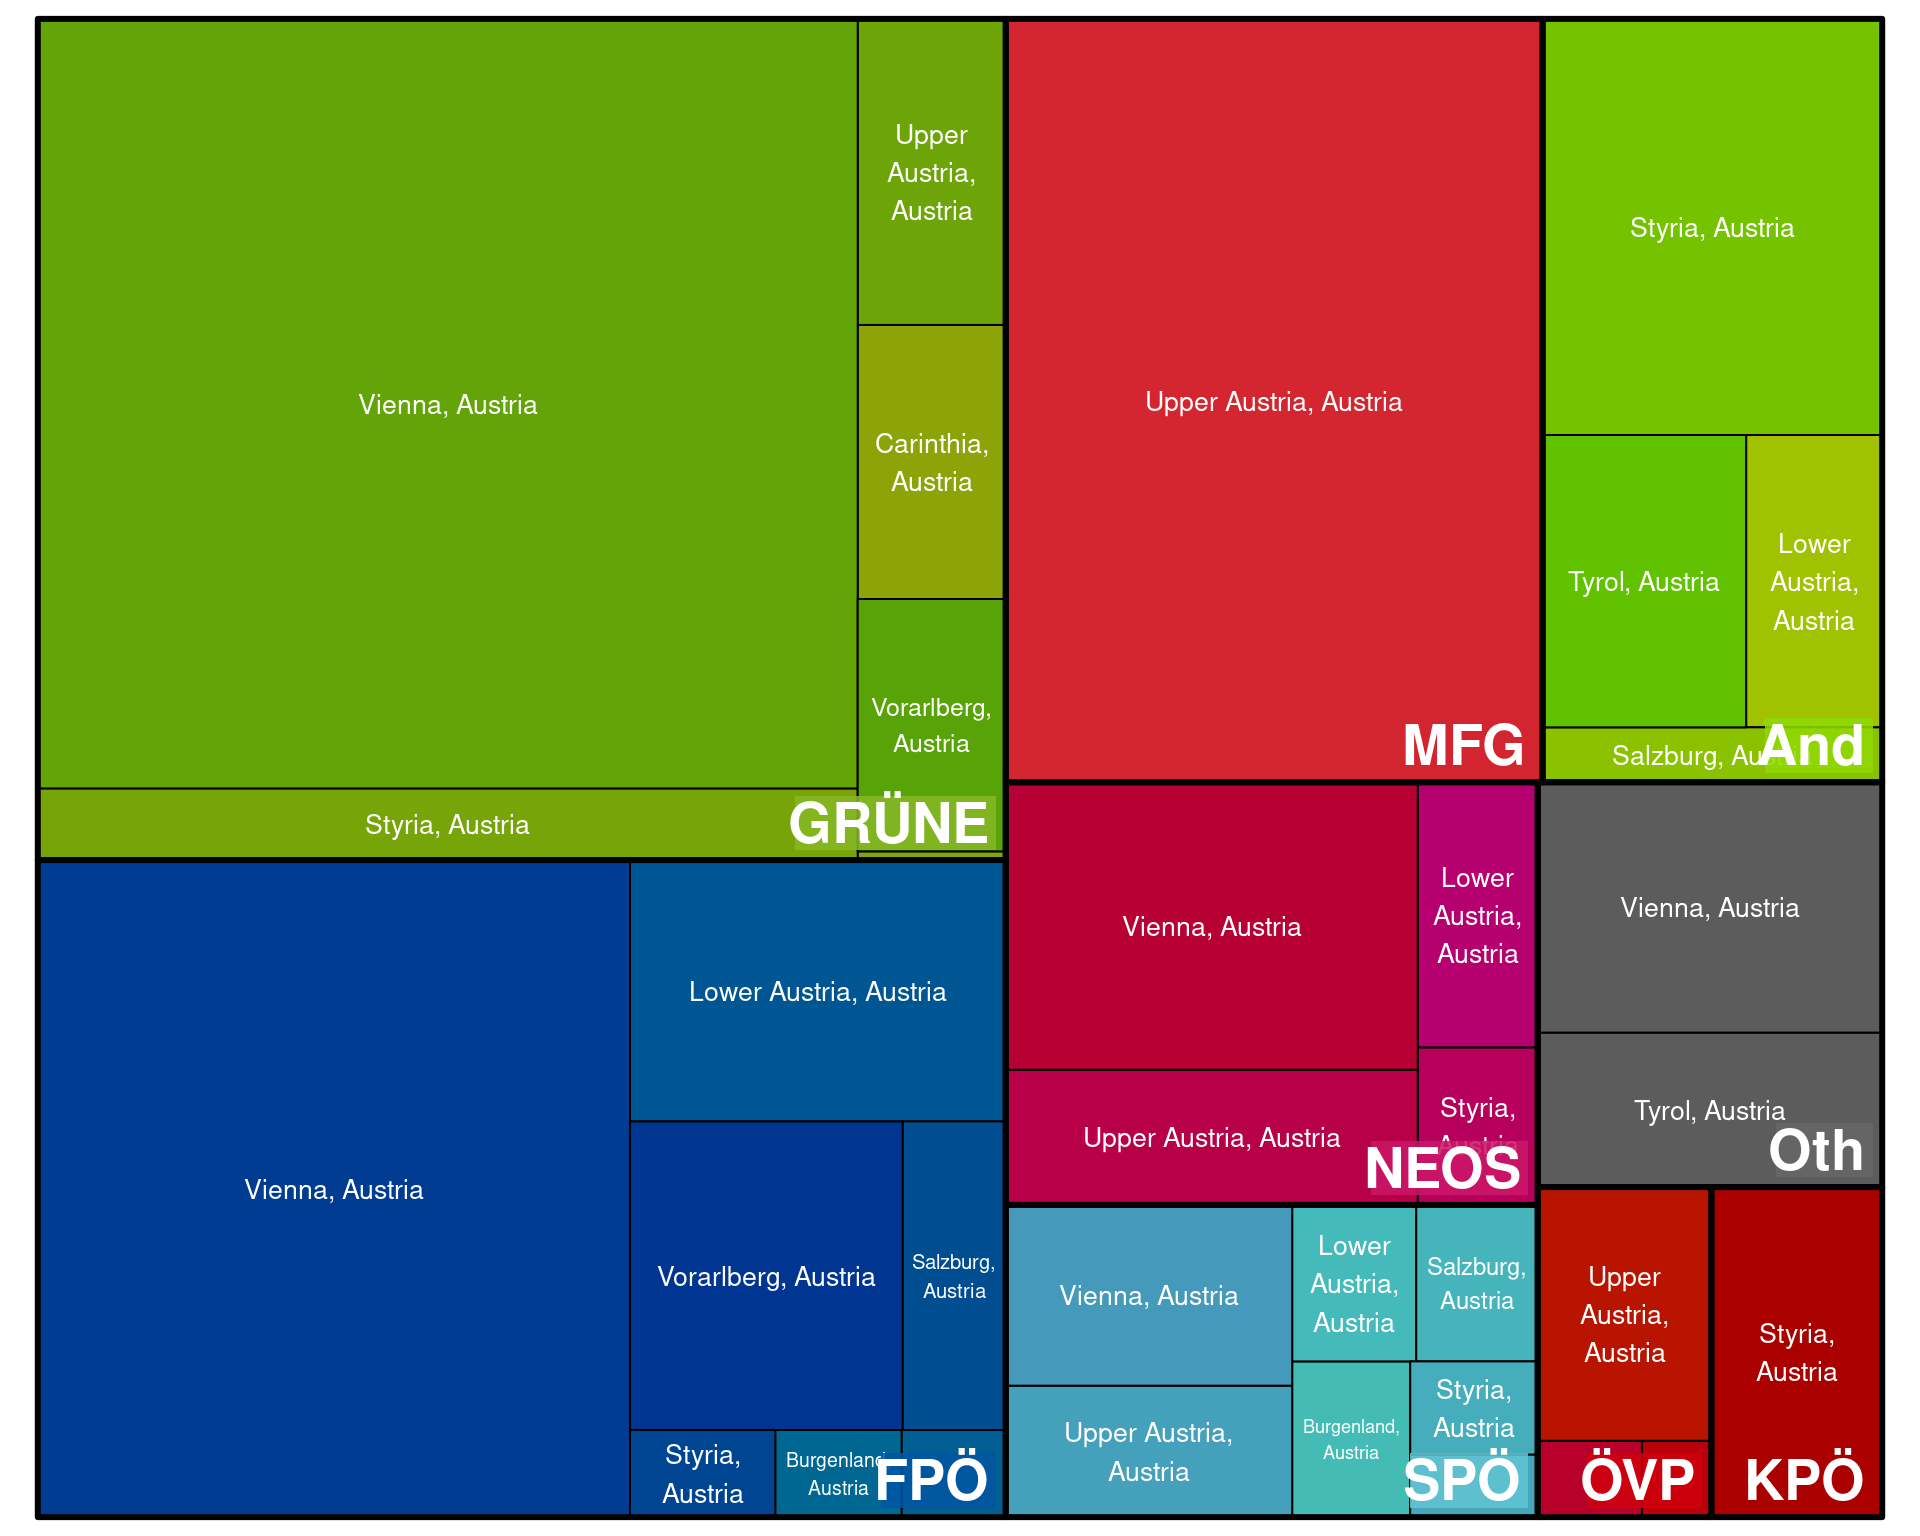 Vienna, Austria
Upper
Austria,
Austria
Carinthia,
Austria
Vorarlberg,
Austria
Styria, Austria
GRÜNE
Vienna, Austria
Lower Austria, Austria
Vorarlberg, Austria
Salzburg,
Austria
Styria,
Austria
Burgenland,
Austria
FPÖ
Upper Austria, Austria
MFG
Styria, Austria
Tyrol, Austria
Lower
Austria,
Austria
Salzburg, Austria
And
Vienna, Austria
Lower
Austria,
Austria
Upper Austria, Austria
Styria,
Austria
NEOS
Vienna, Austria
Tyrol, Austria
Oth
Vienna, Austria
Lower
Austria,
Austria
Salzburg,
Austria
Upper Austria,
Austria
Burgenland,
Austria
Styria,
Austria
SPÖ
Upper
Austria,
Austria
ÖVP
Styria,
Austria
KPÖ